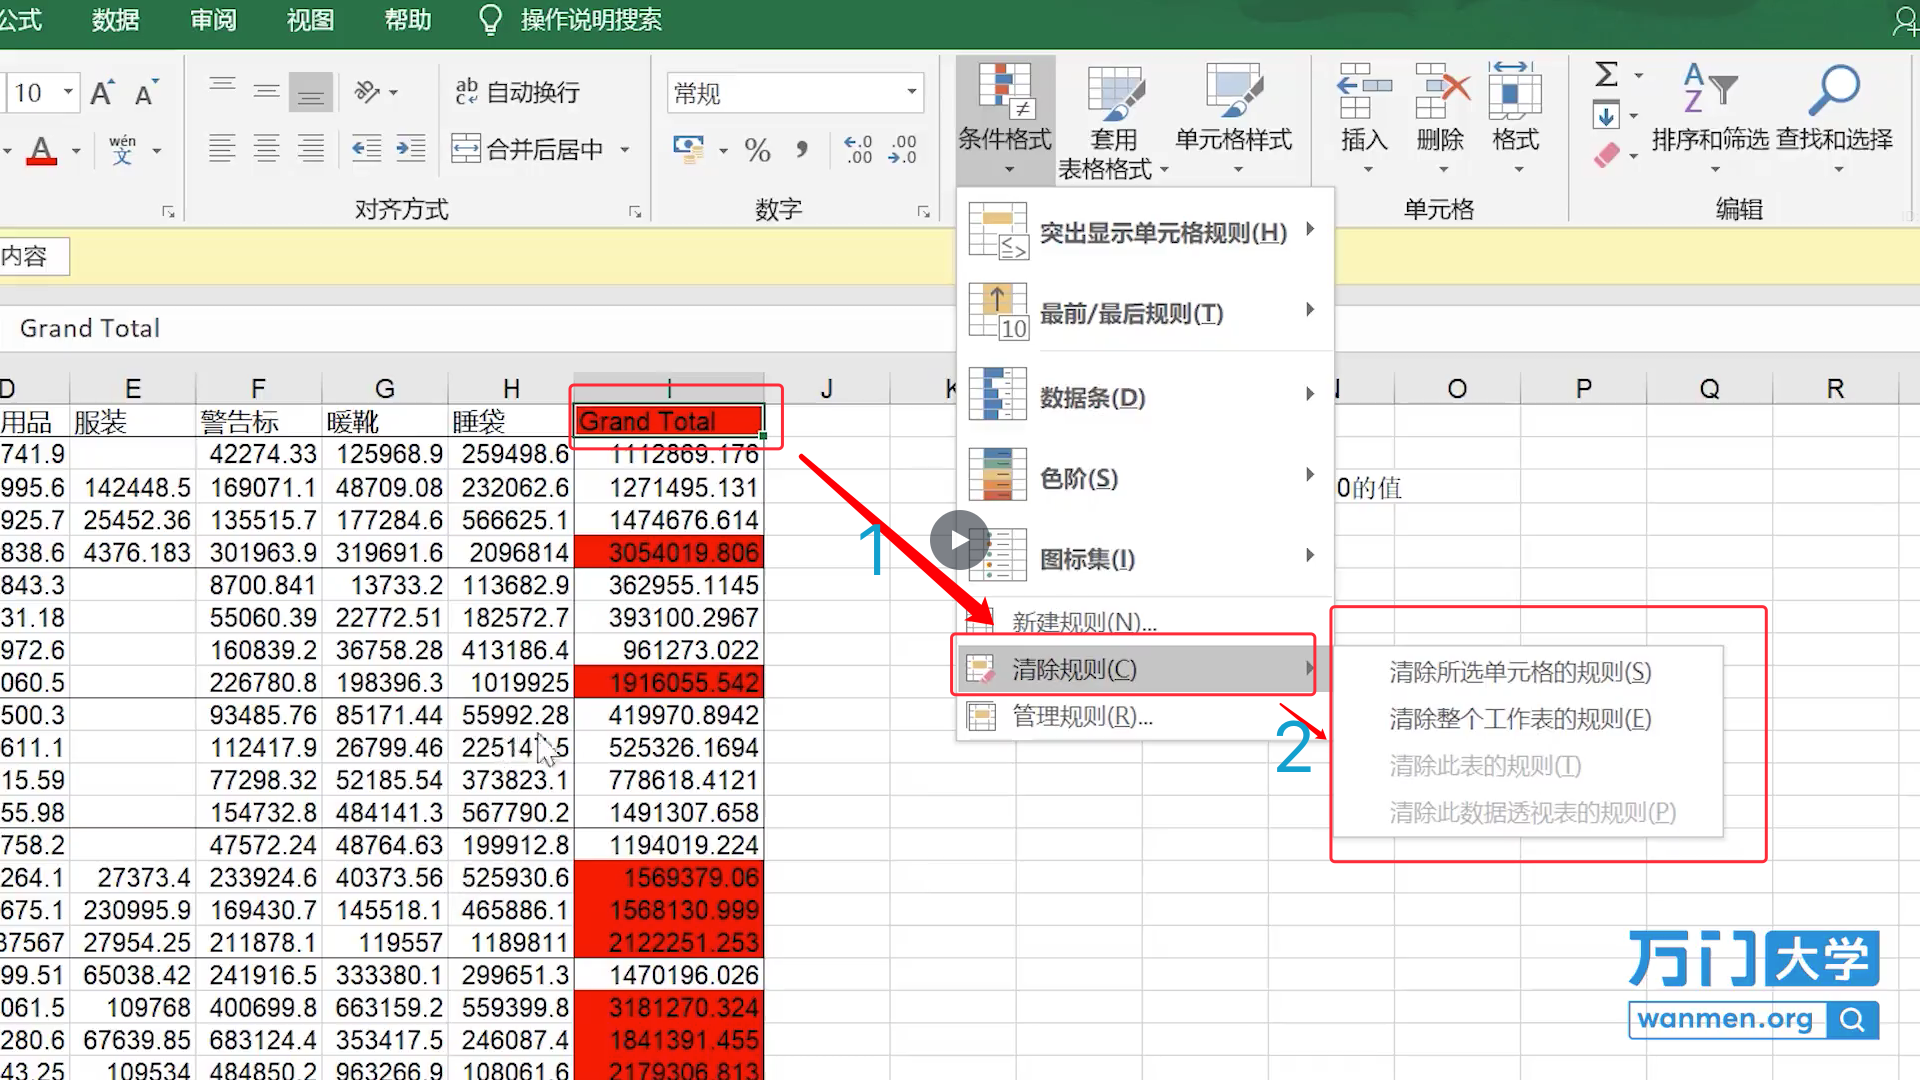 公式 数据 审阅 视图 帮助 操作说明搜索
10 A A ab 自动换行 常规 条件格式 套用 表格格式 单元格样式 插入 删除 格式 Σ 排序和筛选 查找和选择
A wén 文 合并后居中 % , .00 .00
对齐方式 数字 单元格 编辑
内容
Grand Total
突出显示单元格规则(H)
最前/最后规则(T)
数据条(D)
色阶(S)
图标集(I)
新建规则(N)...
清除规则(C)
管理规则(R)...
清除所选单元格的规则(S)
清除整个工作表的规则(E)
清除此表的规则(T)
清除此数据透视表的规则(P)
1
2
D E F G H I J K N O P Q R
用品 服装 警告标 暖靴 睡袋 Grand Total
741.9 42274.33 125968.9 259498.6 1112869.176
995.6 142448.5 169071.1 48709.08 232062.6 1271495.131 0的值
925.7 25452.36 135515.7 177284.6 566625.1 1474676.614
838.6 4376.183 301963.9 319691.6 2096814 3054019.806
843.3 8700.841 13733.2 113682.9 362955.1145
31.18 55060.39 22772.51 182572.7 393100.2967
972.6 160839.2 36758.28 413186.4 961273.022
060.5 226780.8 198396.3 1019925 1916055.542
500.3 93485.76 85171.44 55992.28 419970.8942
611.1 112417.9 26799.46 525326.1694
15.59 77298.32 52185.54 373823.1 778618.4121
55.98 154732.8 484141.3 567790.2 1491307.658
758.2 47572.24 48764.63 199912.8 1194019.224
264.1 27373.4 233924.6 40373.56 525930.6 1569379.06
675.1 230995.9 169430.7 145518.1 465886.1 1568130.999
37567 27954.25 211878.1 119557 1189811 2122251.253
99.51 65038.42 241916.5 333380.1 299651.3 1470196.026
061.5 109768 400699.8 663159.2 559399.8 3181270.324
280.6 67639.85 683124.4 353417.5 246087.4 1841391.455
43.25 109534 484850.2 963266.9 108061.6 2179306.813
万门大学
wanmen.org